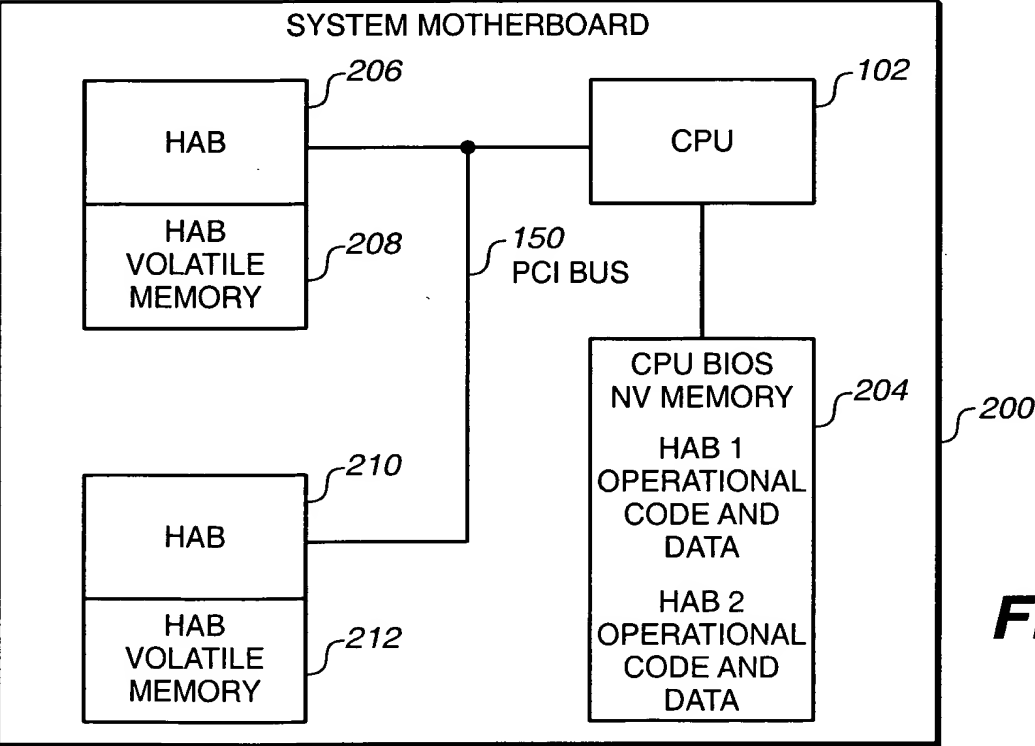 SYSTEM MOTHERBOARD
206
HAB
HAB
VOLATILE
MEMORY
208
102
CPU
150
PCI BUS
CPU BIOS
NV MEMORY
HAB 1
OPERATIONAL
CODE AND
DATA
HAB 2
OPERATIONAL
CODE AND
DATA
204
200
210
HAB
HAB
VOLATILE
MEMORY
212